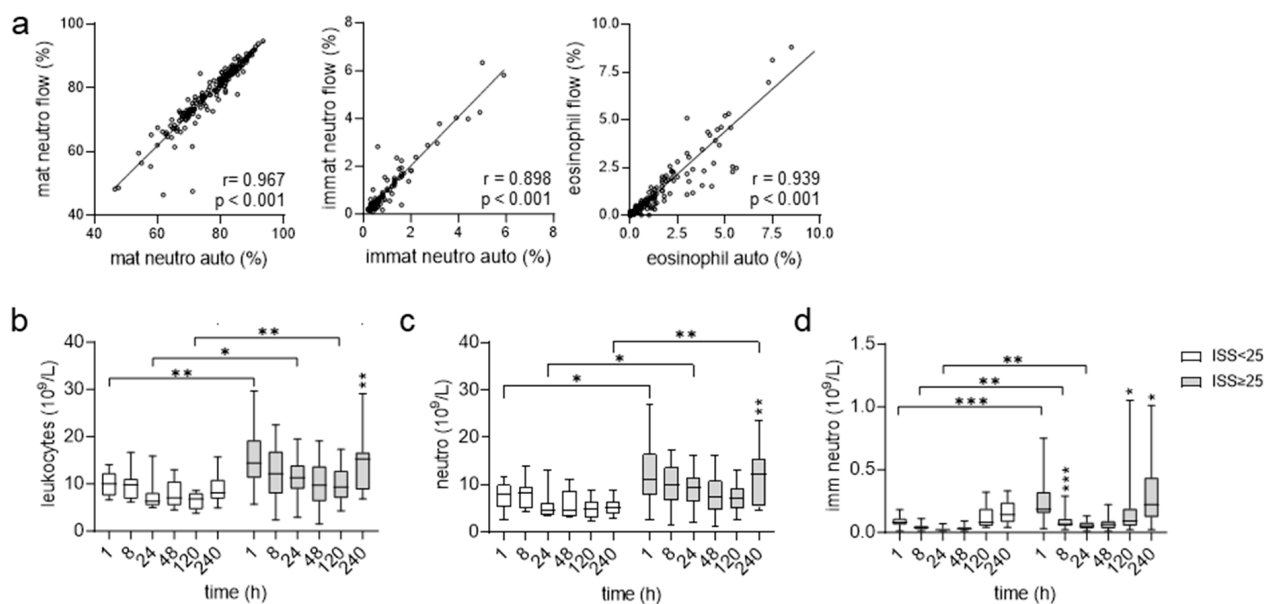 a
mat neutro flow (%)
100
80
60
40
40 60 80 100
r= 0.967
p < 0.001
mat neutro auto (%)
immat neutro flow (%)
8
6
4
2
0
0 2 4 6 8
r = 0.898
p < 0.001
immat neutro auto (%)
eosinophil flow (%)
10.0
7.5
5.0
2.5
0.0
0.0 2.5 5.0 7.5 10.0
r = 0.939
p < 0.001
eosinophil auto (%)
b
leukocytes (10⁹/L)
40
30
20
10
0
**
*
**
**
1 8 24 48 120 240 1 8 24 48 120 240
time (h)
c
neutro (10⁹/L)
40
30
20
10
0
**
*
*
**
1 8 24 48 120 240 1 8 24 48 120 240
time (h)
d
imm neutro (10⁹/L)
1.5
1.0
0.5
0.0
**
**
***
***
*
*
1 8 24 48 120 240 1 8 24 48 120 240
time (h)
ISS<25
ISS≥25